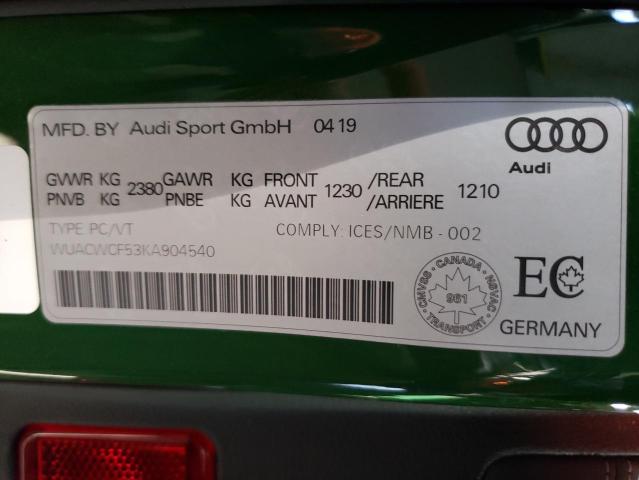 MFD. BY Audi Sport GmbH 04 19
Audi
GVWR KG 2380 GAWR KG FRONT 1230 /REAR 1210
PNVB KG PNBE KG AVANT /ARRIERE
TYPE: PC/VT COMPLY: ICES/NMB - 002
WUACWCF53KA904540
CMVSS - CANADA - NSVAC
961
TRANSPORT
EC
GERMANY